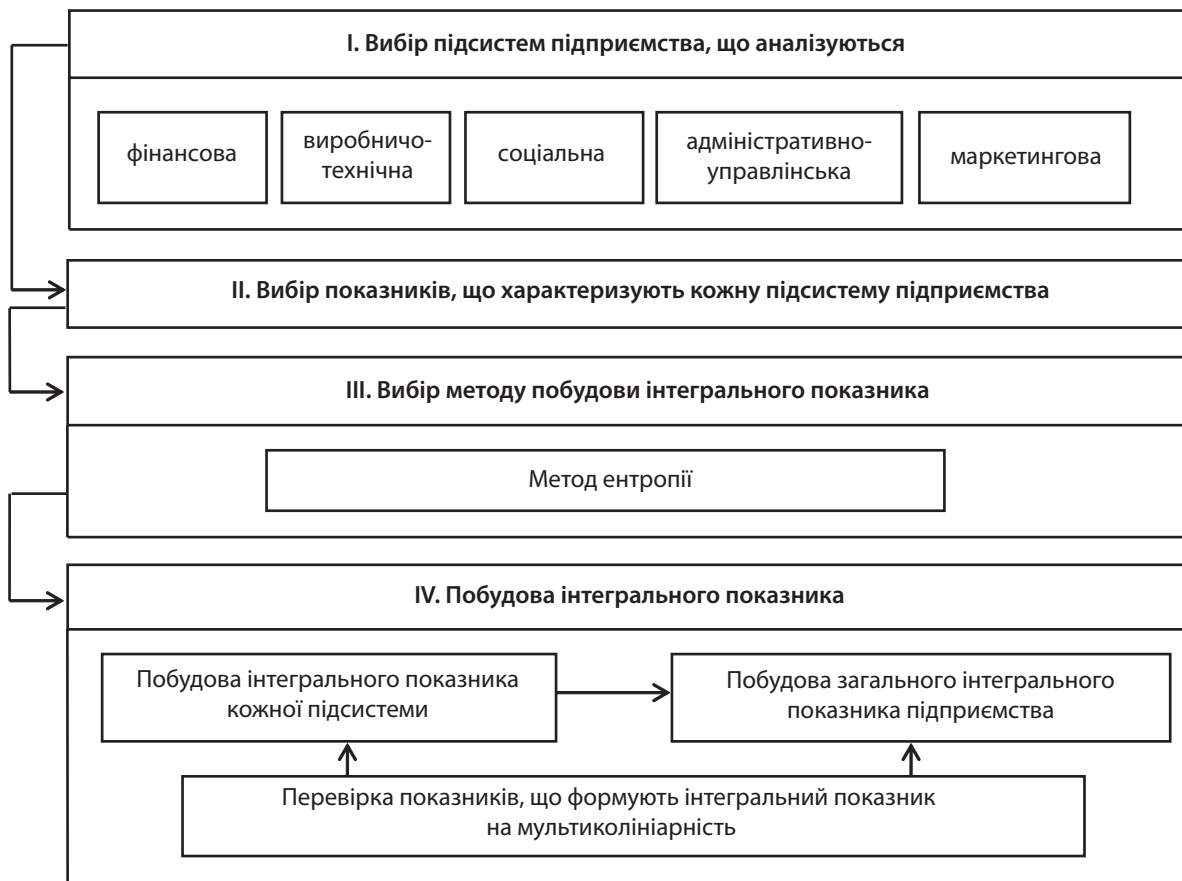 I. Вибір підсистем підприємства, що аналізуються
фінансова
виробничо-
технічна
соціальна
адміністративно-
управлінська
маркетингова
II. Вибір показників, що характеризують кожну підсистему підприємства
III. Вибір методу побудови інтегрального показника
Метод ентропії
IV. Побудова інтегрального показника
Побудова інтегрального показника
кожної підсистеми
Побудова загального інтегрального
показника підприємства
Перевірка показників, що формують інтегральний показник
на мультиколініарність